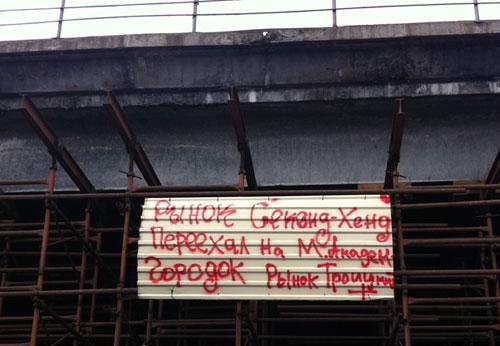 Рынок Секонд-Хенд
Переехал на М. Академ.
Городок Рынок Троицкий